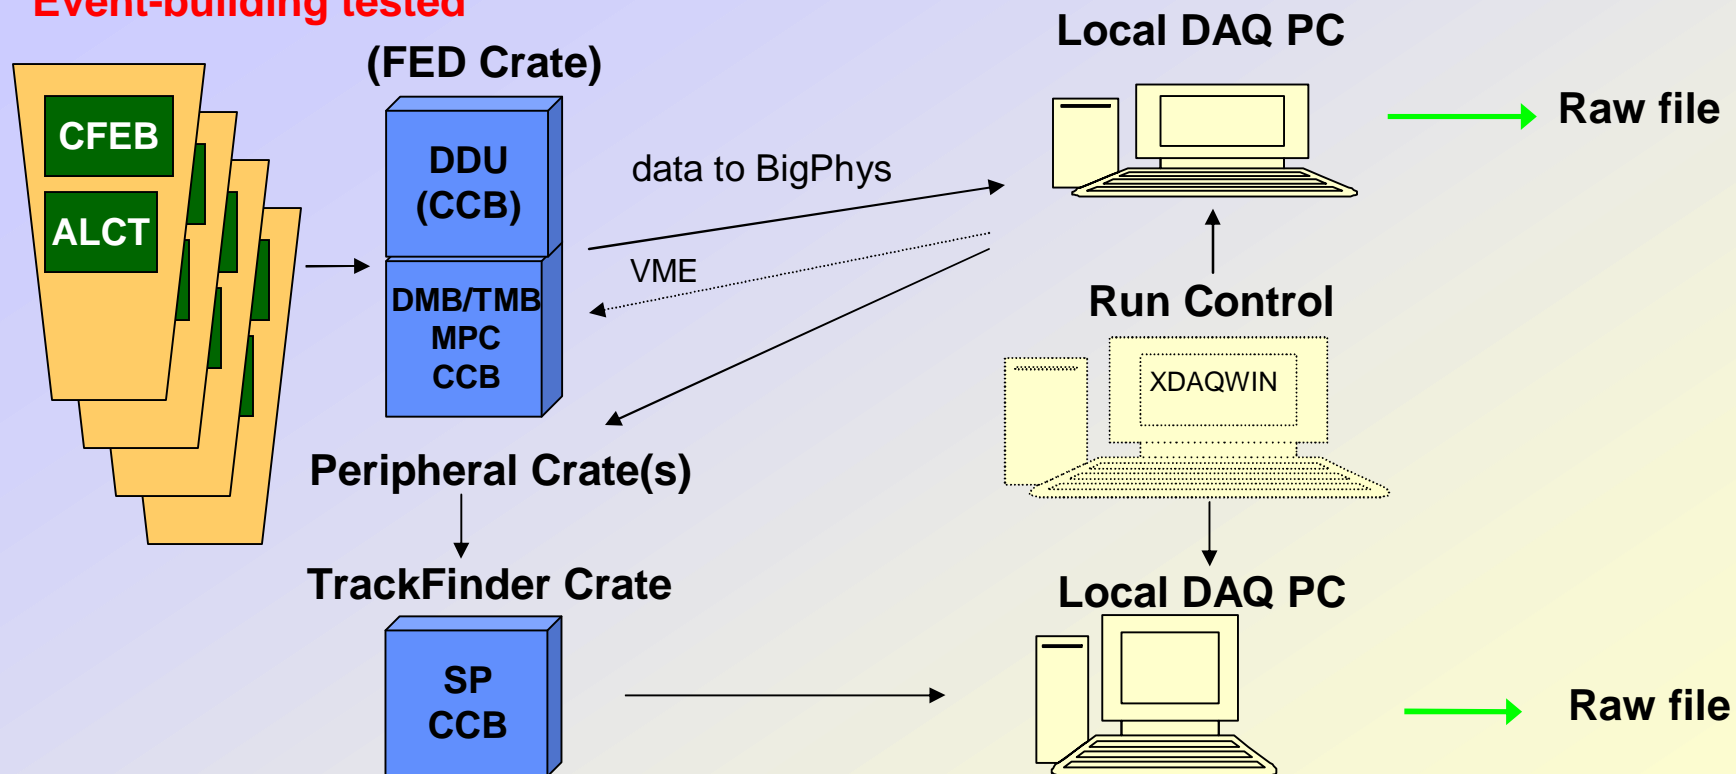 Event-building tested
Local DAQ PC
(FED Crate)
Raw file
CFEB
DDU
(CCB)
data to BigPhys
ALCT
VME
DMB/TMB
MPC
CCB
Run Control
XDAQWIN
Peripheral Crate(s)
TrackFinder Crate
Local DAQ PC
SP
CCB
Raw file